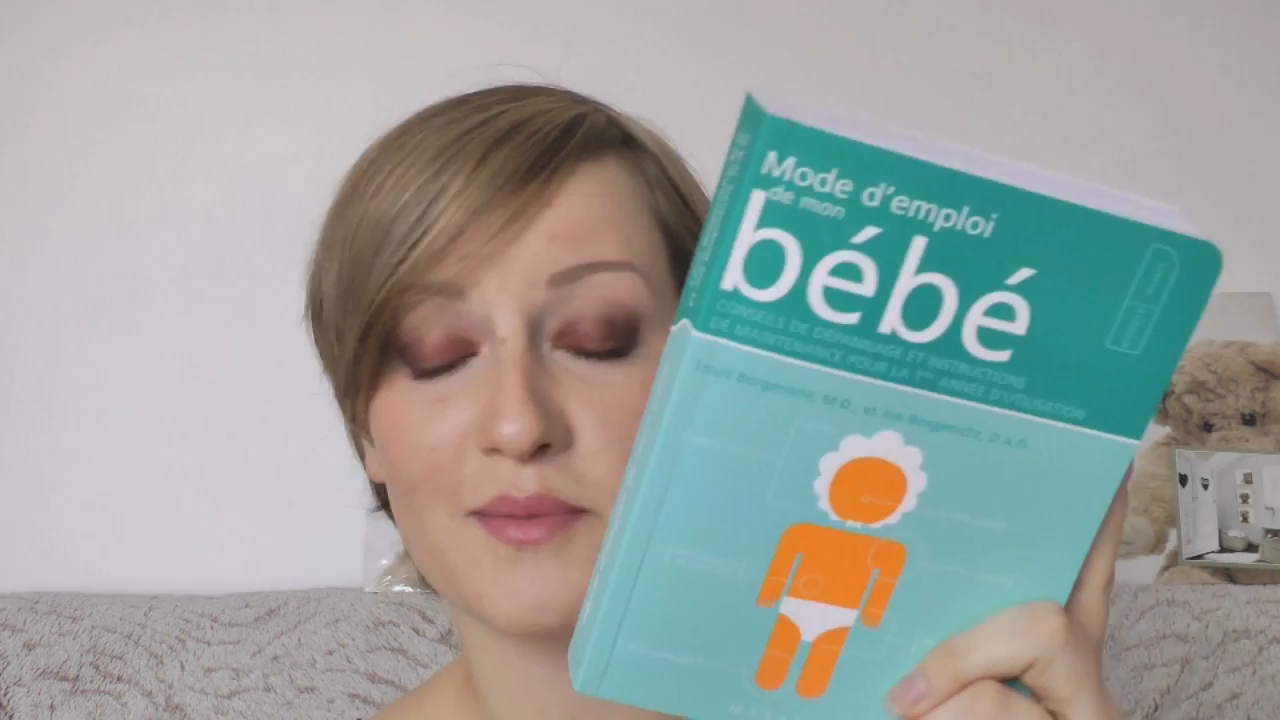 Mode d'emploi
de mon
bébé
CONSEILS DE DÉPANNAGE ET INSTRUCTIONS
DE MAINTENANCE POUR LA 1ère ANNÉE D'UTILISATION
Louis Borgenicht, M.D., et Joe Borgenicht, D.A.D.